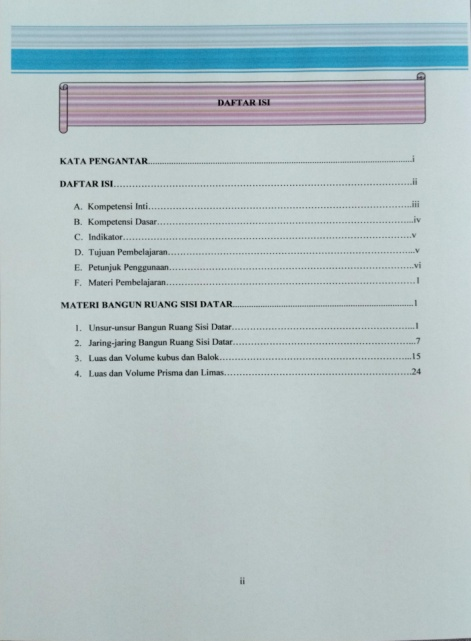 DAFTAR ISI
KATA PENGANTAR..........i
DAFTAR ISI..........ii
A. Kompetensi Inti..........iii
B. Kompetensi Dasar..........iv
C. Indikator..........v
D. Tujuan Pembelajaran..........v
E. Petunjuk Penggunaan..........vi
F. Materi Pembelajaran..........1
MATERI BANGUN RUANG SISI DATAR..........1
1. Unsur-unsur Bangun Ruang Sisi Datar..........1
2. Jaring-jaring Bangun Ruang Sisi Datar..........7
3. Luas dan Volume kubus dan Balok..........15
4. Luas dan Volume Prisma dan Limas..........24
ii